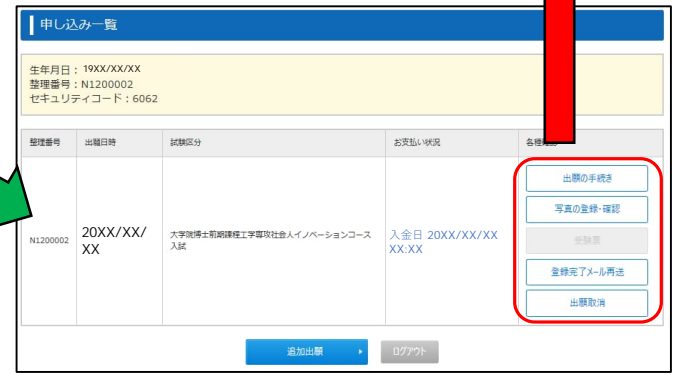 申し込み一覧
生年月日： 19XX/XX/XX
整理番号：N1200002
セキュリティコード：6062
整理番号 出願日時 試験区分 お支払い状況 各種
出願の手続き
写真の登録・確認
受験票
N1200002 20XX/XX/XX 大学院博士前期課程工学専攻社会人イノベーションコース入試 入金日 20XX/XX/XX XX:XX
登録完了メール再送
出願取消
追加出願 ログアウト